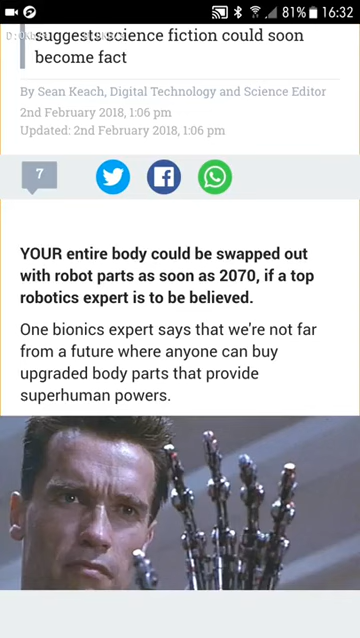 81% 16:32
suggests science fiction could soon
become fact
By Sean Keach, Digital Technology and Science Editor
2nd February 2018, 1:06 pm
Updated: 2nd February 2018, 1:06 pm
7
YOUR entire body could be swapped out
with robot parts as soon as 2070, if a top
robotics expert is to be believed.
One bionics expert says that we're not far
from a future where anyone can buy
upgraded body parts that provide
superhuman powers.